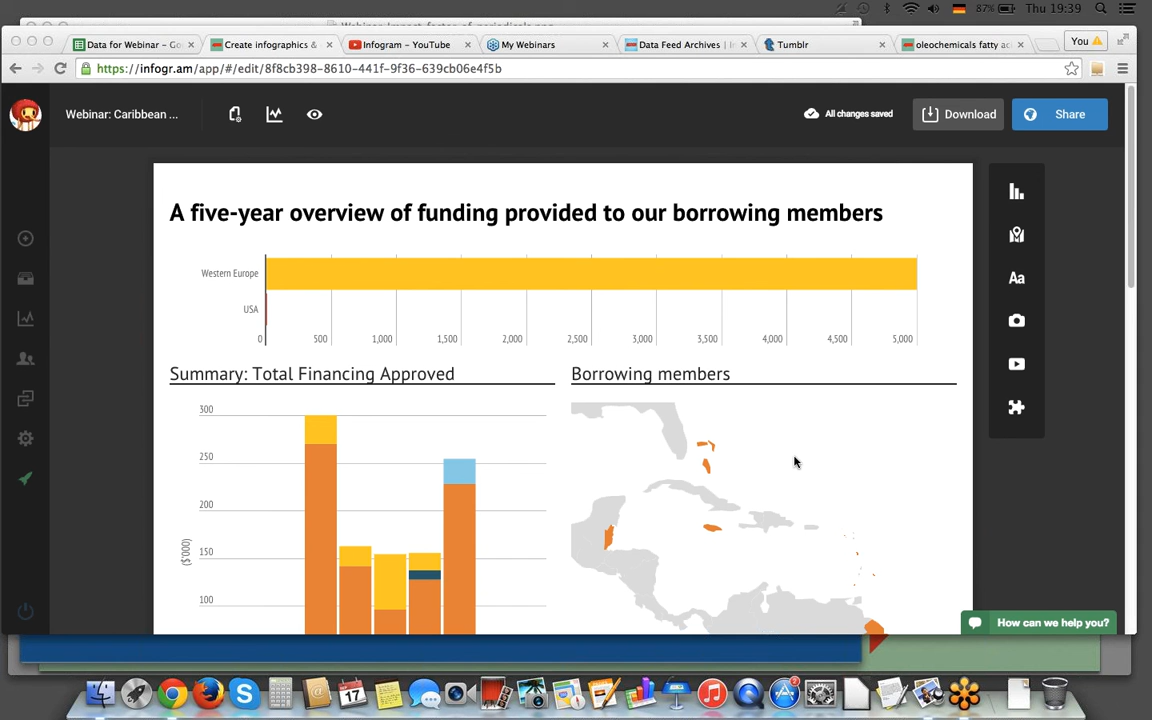 87% Thu 19:39
Data for Webinar - Go
Create infographics &
Infogram - YouTube
My Webinars
Data Feed Archives | I
Tumblr
oleochemicals fatty a
You
https://infogr.am/app/#/edit/8f8cb398-8610-441f-9f36-639cb06e4f5b
Webinar: Caribbean ...
All changes saved
Download
Share
A five-year overview of funding provided to our borrowing members
Western Europe
USA
0 500 1,000 1,500 2,000 2,500 3,000 3,500 4,000 4,500 5,000
Summary: Total Financing Approved
Borrowing members
300
250
200
150
100
($'000)
Aa
How can we help you?
JUL
17